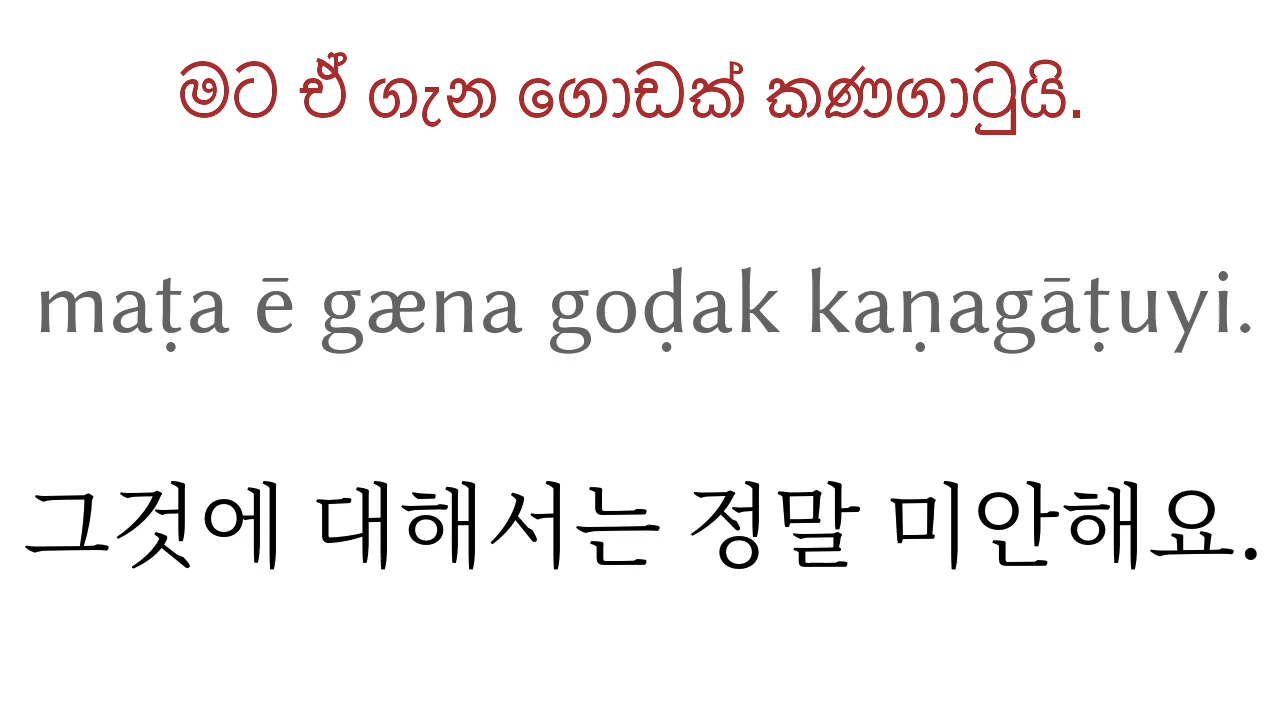 මට ඒ ගැන ගොඩක් කණගාටුයි.
maṭa ē gæna goḍak kaṇagāṭuyi.
그것에 대해서는 정말 미안해요.